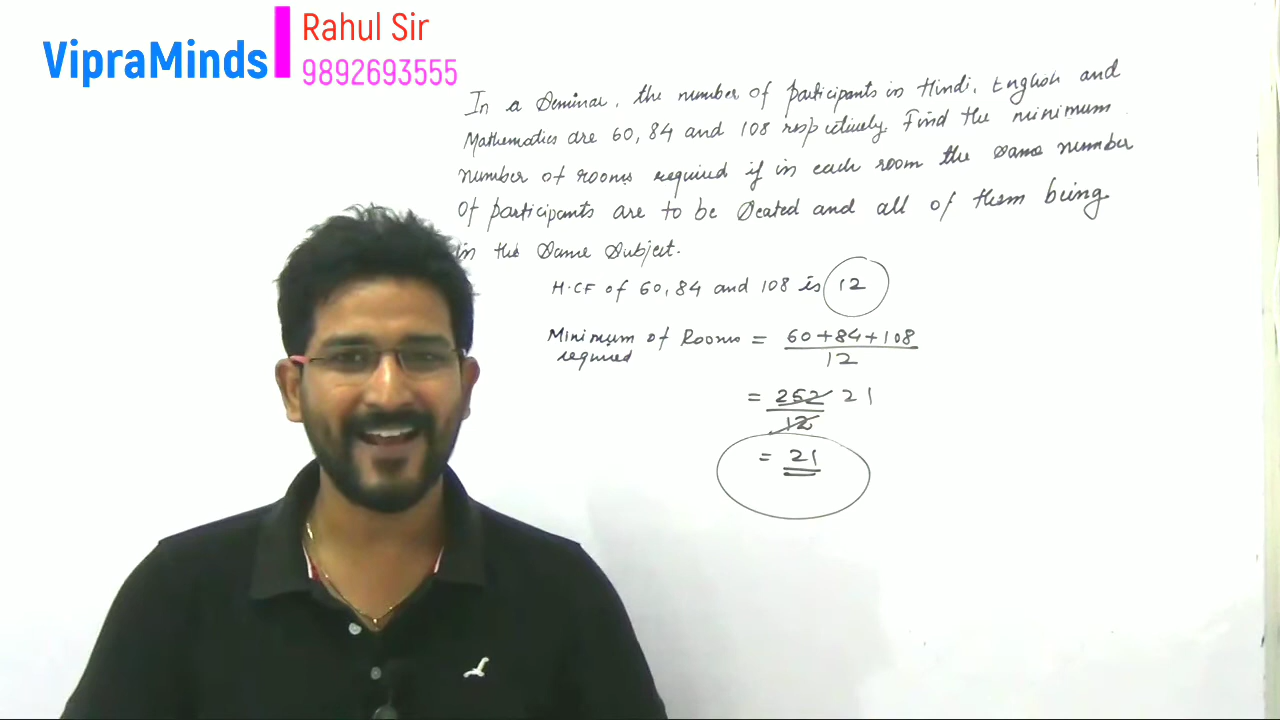 VipraMinds
Rahul Sir
9892693555
In a Seminar, the number of participants in Hindi, English and
Mathematics are 60, 84 and 108 respectively. Find the minimum
number of rooms required if in each room the same number
Of participants are to be Seated and all of them being
in the Same Subject.
H.CF of 60, 84 and 108 is 12
Minimum of Rooms = 60+84+108
required
12
= 252 21
12
= 21